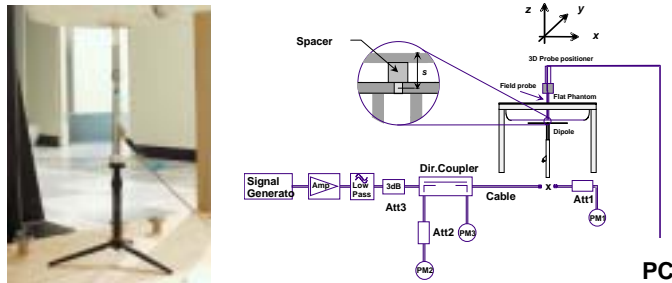 z
y
x
Spacer
s
3D Probe positioner
Field probe
Flat Phantom
Dipole
Signal
Generato
Amp
Low
Pass
3dB
Att3
Dir.Coupler
Cable
x
Att1
PM1
Att2
PM3
PM2
PC